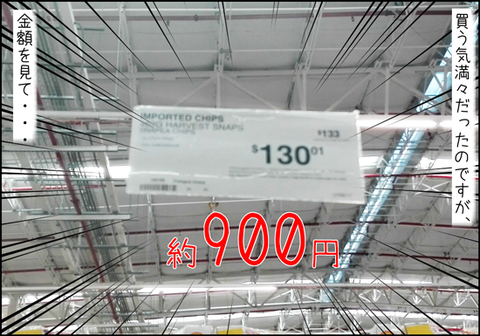 買う気満々だったのですが、
金額を見て・・・
IMPORTED CHIPS
HARVEST SNAPS
$133
$130.01
約900円